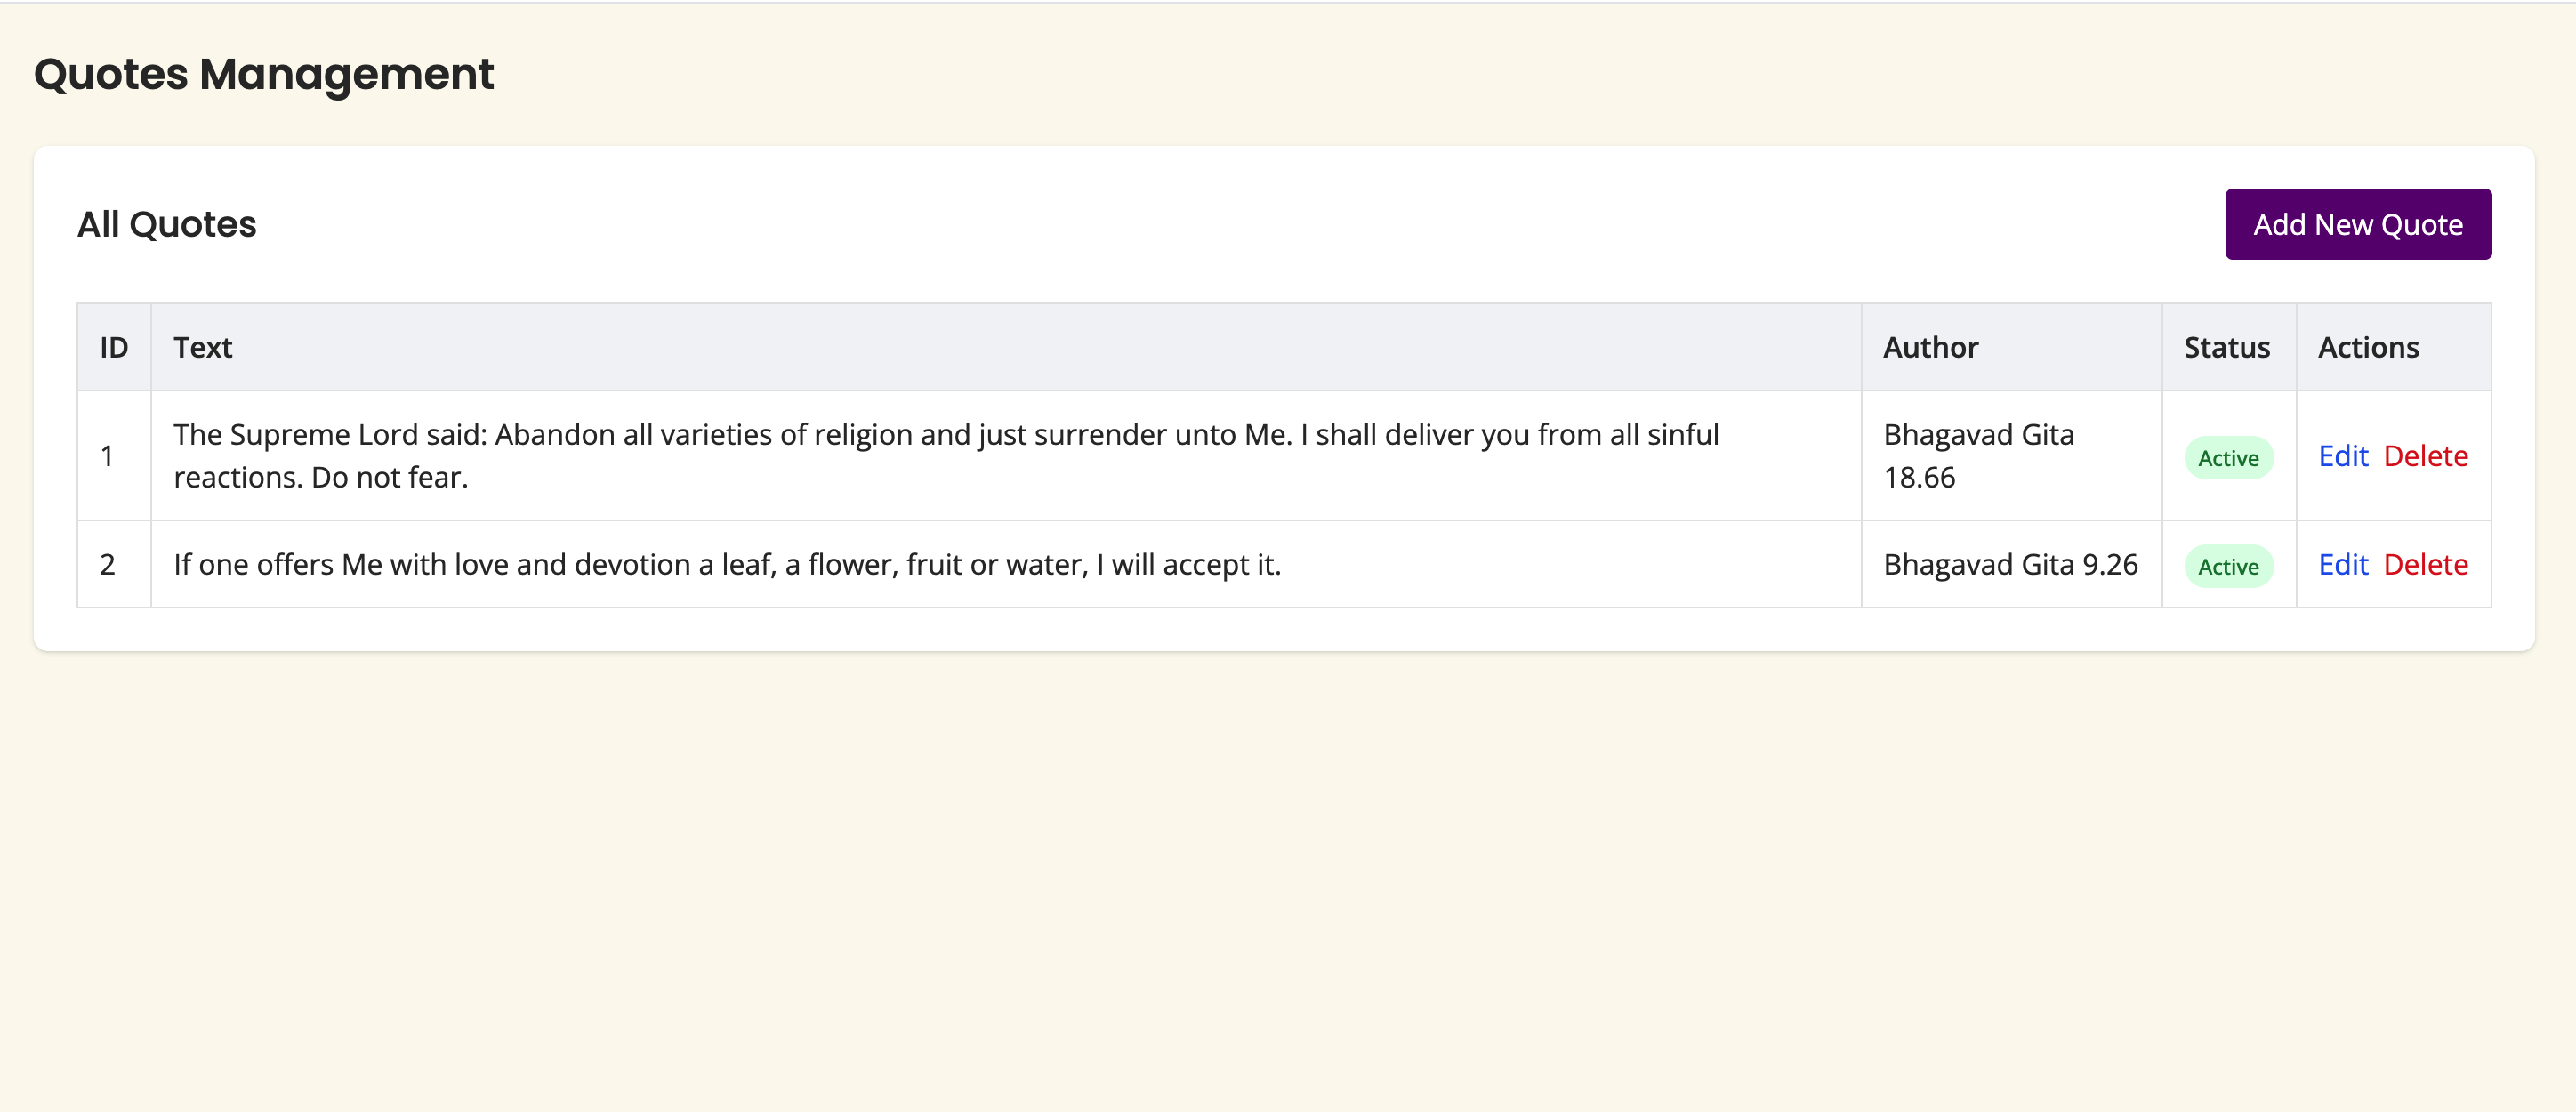 Quotes Management
All Quotes
Add New Quote
ID Text Author Status Actions
1 The Supreme Lord said: Abandon all varieties of religion and just surrender unto Me. I shall deliver you from all sinful
reactions. Do not fear.
Bhagavad Gita
18.66
Active
Edit Delete
2 If one offers Me with love and devotion a leaf, a flower, fruit or water, I will accept it. Bhagavad Gita 9.26 Active Edit Delete